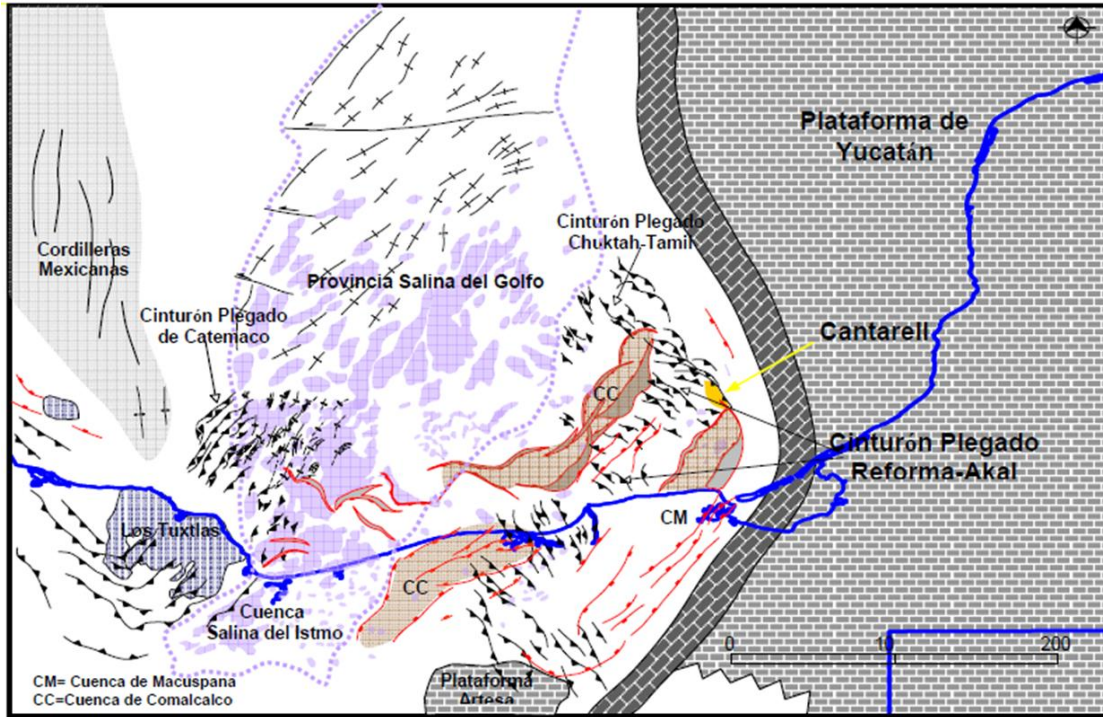 Plataforma de
Yucatán
Cinturón Plegado
Chuktah-Tamil
Cordilleras
Mexicanas
Provincia Salina del Golfo
Cinturón Plegado
de Catemaco
Cantarell
CC
Cinturón Plegado
Reforma-Akal
CM
Los Tuxtlas
CC
Cuenca
Salina del Istmo
0
10
200
Plataforma
Artesa
CM= Cuenca de Macuspana
CC=Cuenca de Comalcalco